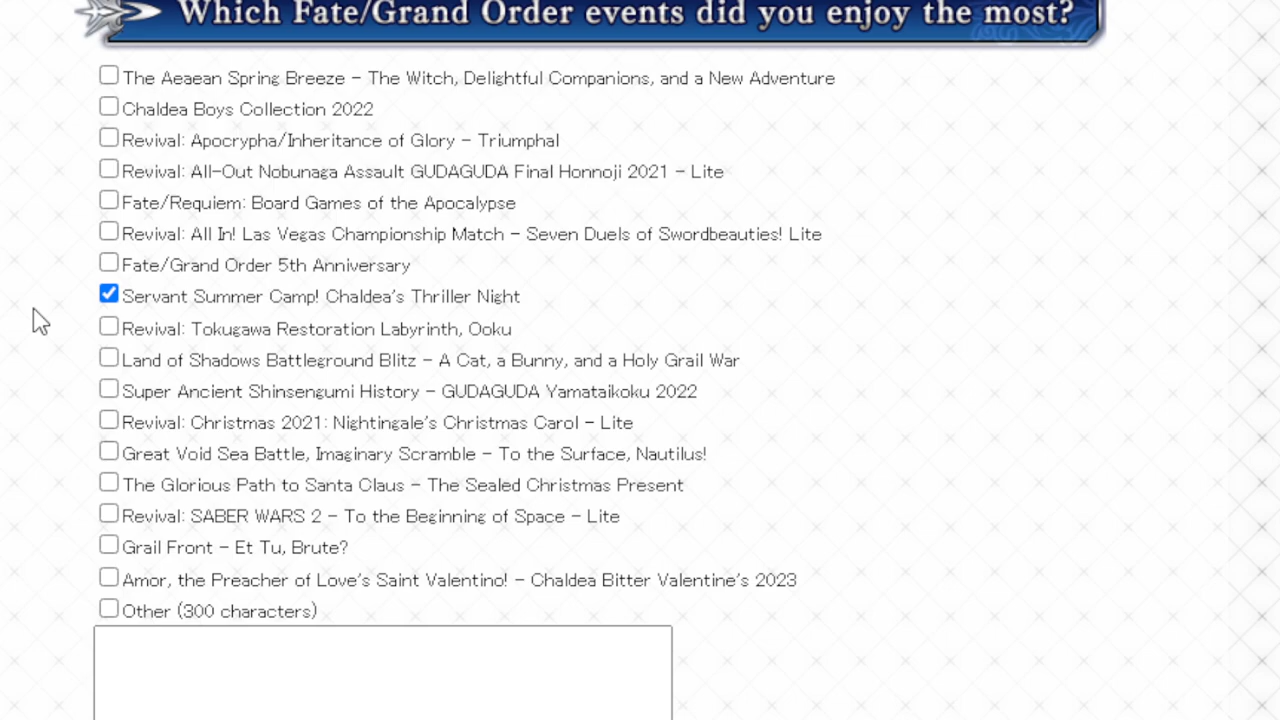 Which Fate/Grand Order events did you enjoy the most?
The Aeaean Spring Breeze - The Witch, Delightful Companions, and a New Adventure
Chaldea Boys Collection 2022
Revival: Apocrypha/Inheritance of Glory - Triumphal
Revival: All-Out Nobunaga Assault GUDAGUDA Final Honnoji 2021 - Lite
Fate/Requiem: Board Games of the Apocalypse
Revival: All In! Las Vegas Championship Match - Seven Duels of Swordbeauties! Lite
Fate/Grand Order 5th Anniversary
Servant Summer Camp! Chaldea's Thriller Night
Revival: Tokugawa Restoration Labyrinth, Ooku
Land of Shadows Battleground Blitz - A Cat, a Bunny, and a Holy Grail War
Super Ancient Shinsengumi History - GUDAGUDA Yamataikoku 2022
Revival: Christmas 2021: Nightingale's Christmas Carol - Lite
Great Void Sea Battle, Imaginary Scramble - To the Surface, Nautilus!
The Glorious Path to Santa Claus - The Sealed Christmas Present
Revival: SABER WARS 2 - To the Beginning of Space - Lite
Grail Front - Et Tu, Brute?
Amor, the Preacher of Love's Saint Valentino! - Chaldea Bitter Valentine's 2023
Other (300 characters)